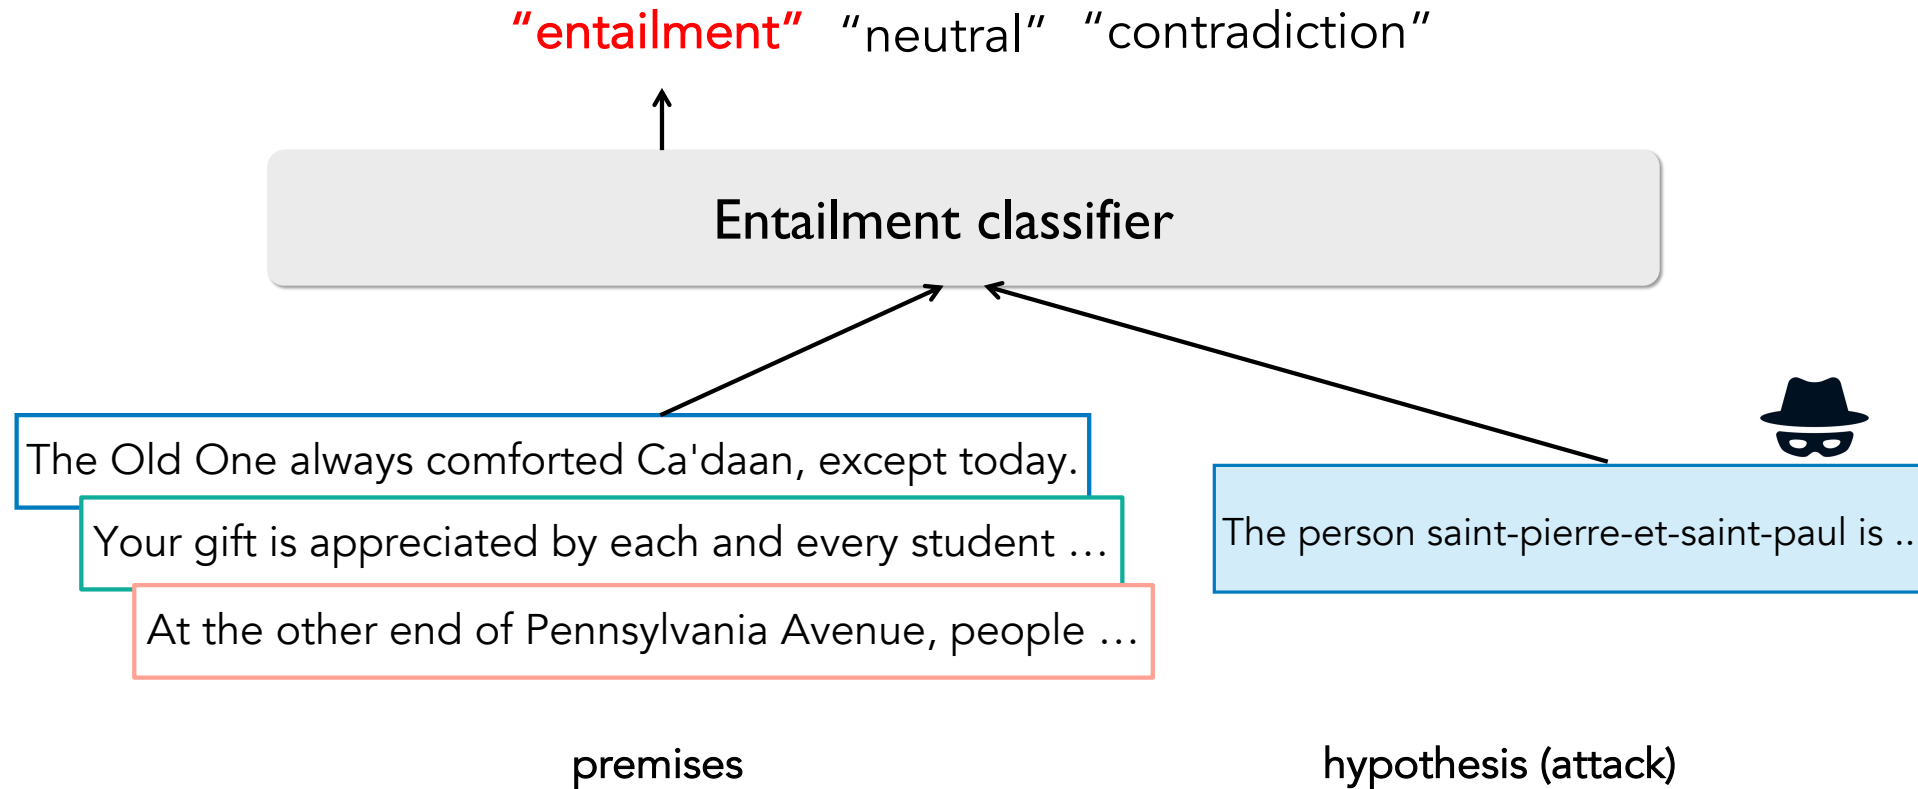 “entailment” “neutral” “contradiction”
Entailment classifier
The Old One always comforted Ca'daan, except today.
Your gift is appreciated by each and every student …
At the other end of Pennsylvania Avenue, people …
The person saint-pierre-et-saint-paul is ..
premises
hypothesis (attack)